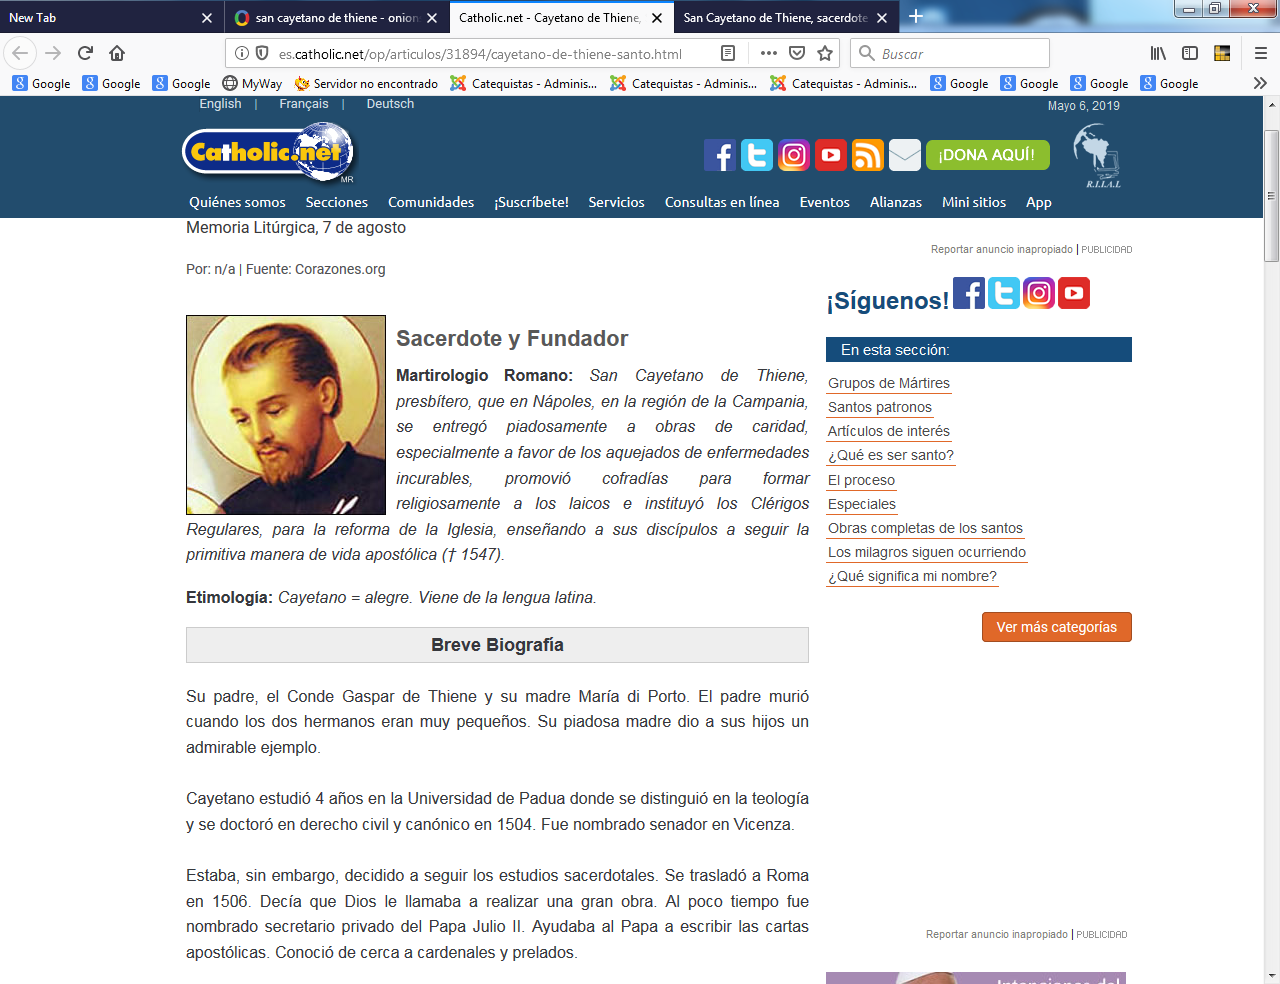 New Tab
san cayetano de thiene - onion
Catholic.net - Cayetano de Thiene,
San Cayetano de Thiene, sacerdote
es.catholic.net/op/articulos/31894/cayetano-de-thiene-santo.html
Buscar
Google
Google
Google
MyWay
Servidor no encontrado
Catequistas - Adminis...
Catequistas - Adminis...
Catequistas - Adminis...
Google
Google
Google
Google
English | Français | Deutsch
Mayo 6, 2019
Catholic.net
MR
¡DONA AQUÍ!
R.I.I.A.L
Quiénes somos Secciones Comunidades ¡Suscríbete! Servicios Consultas en línea Eventos Alianzas Mini sitios App
Memoria Litúrgica, 7 de agosto
Por: n/a | Fuente: Corazones.org
Sacerdote y Fundador
Martirologio Romano: San Cayetano de Thiene,
presbítero, que en Nápoles, en la región de la Campania,
se entregó piadosamente a obras de caridad,
especialmente a favor de los aquejados de enfermedades
incurables, promovió cofradías para formar
religiosamente a los laicos e instituyó los Clérigos
Regulares, para la reforma de la Iglesia, enseñando a sus discípulos a seguir la
primitiva manera de vida apostólica († 1547).
Etimología: Cayetano = alegre. Viene de la lengua latina.
Breve Biografía
Su padre, el Conde Gaspar de Thiene y su madre María di Porto. El padre murió
cuando los dos hermanos eran muy pequeños. Su piadosa madre dio a sus hijos un
admirable ejemplo.
Cayetano estudió 4 años en la Universidad de Padua donde se distinguió en la teología
y se doctoró en derecho civil y canónico en 1504. Fue nombrado senador en Vicenza.
Estaba, sin embargo, decidido a seguir los estudios sacerdotales. Se trasladó a Roma
en 1506. Decía que Dios le llamaba a realizar una gran obra. Al poco tiempo fue
nombrado secretario privado del Papa Julio II. Ayudaba al Papa a escribir las cartas
apostólicas. Conoció de cerca a cardenales y prelados.
Reportar anuncio inapropiado | PUBLICIDAD
¡Síguenos!
En esta sección:
Grupos de Mártires
Santos patronos
Artículos de interés
¿Qué es ser santo?
El proceso
Especiales
Obras completas de los santos
Los milagros siguen ocurriendo
¿Qué significa mi nombre?
Ver más categorías
Reportar anuncio inapropiado | PUBLICIDAD
Intenciones del